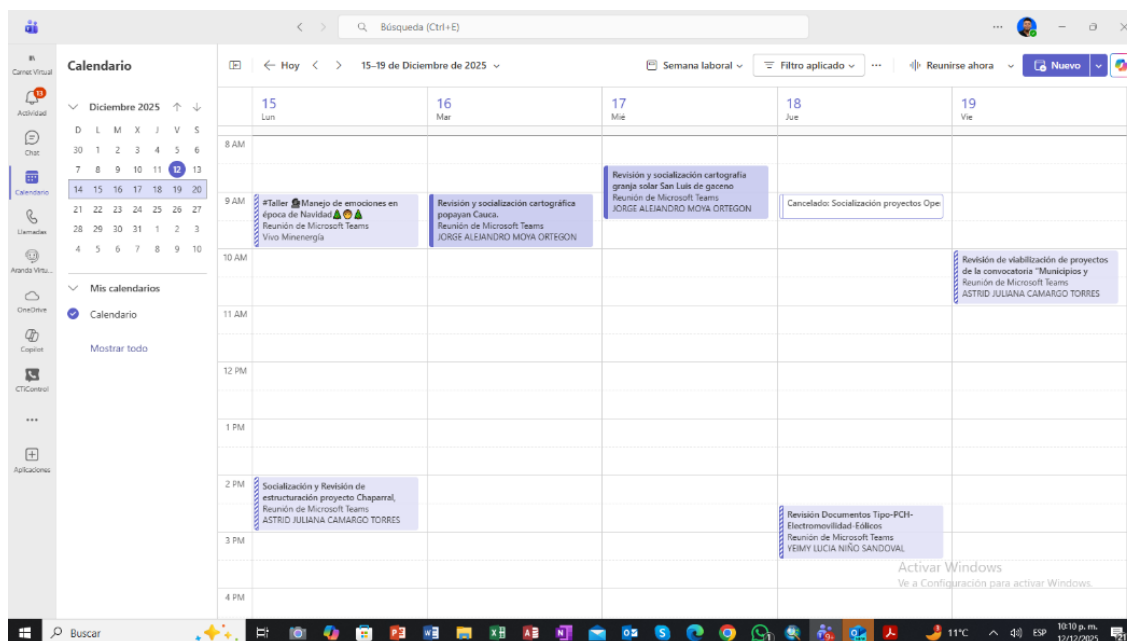 Búsqueda (Ctrl+E)
Carnet Virtual
13
Actividad
Chat
Calendario
Llamadas
Aranda Virtu...
OneDrive
Copilot
CTiControl
Aplicaciones
Calendario
Diciembre 2025
D L M X J V S
30 1 2 3 4 5 6
7 8 9 10 11 12 13
14 15 16 17 18 19 20
21 22 23 24 25 26 27
28 29 30 31 1 2 3
4 5 6 7 8 9 10
Mis calendarios
Calendario
Mostrar todo
Hoy
15–19 de Diciembre de 2025
Semana laboral
Filtro aplicado
Reunirse ahora
Nuevo
15
Lun
16
Mar
17
Mié
18
Jue
19
Vie
8 AM
9 AM
10 AM
11 AM
12 PM
1 PM
2 PM
3 PM
4 PM
#Taller Manejo de emociones en
época de Navidad
Reunión de Microsoft Teams
Vivo Minenergía
Socialización y Revisión de
estructuración proyecto Chaparral,
Reunión de Microsoft Teams
ASTRID JULIANA CAMARGO TORRES
Revisión y socialización cartográfica
popayan Cauca.
Reunión de Microsoft Teams
JORGE ALEJANDRO MOYA ORTEGON
Revisión y socialización cartografía
granja solar San Luis de gaceno
Reunión de Microsoft Teams
JORGE ALEJANDRO MOYA ORTEGON
Cancelado: Socialización proyectos Ope
Revisión Documentos Tipo-PCH-
Electromovilidad-Eólicos
Reunión de Microsoft Teams
YEIMY LUCIA NIÑO SANDOVAL
Revisión de viabilización de proyectos
de la convocatoria "Municipios y
Reunión de Microsoft Teams
ASTRID JULIANA CAMARGO TORRES
Activar Windows
Ve a Configuración para activar Windows.
Buscar
11°C
ESP
10:10 p. m.
12/12/2025